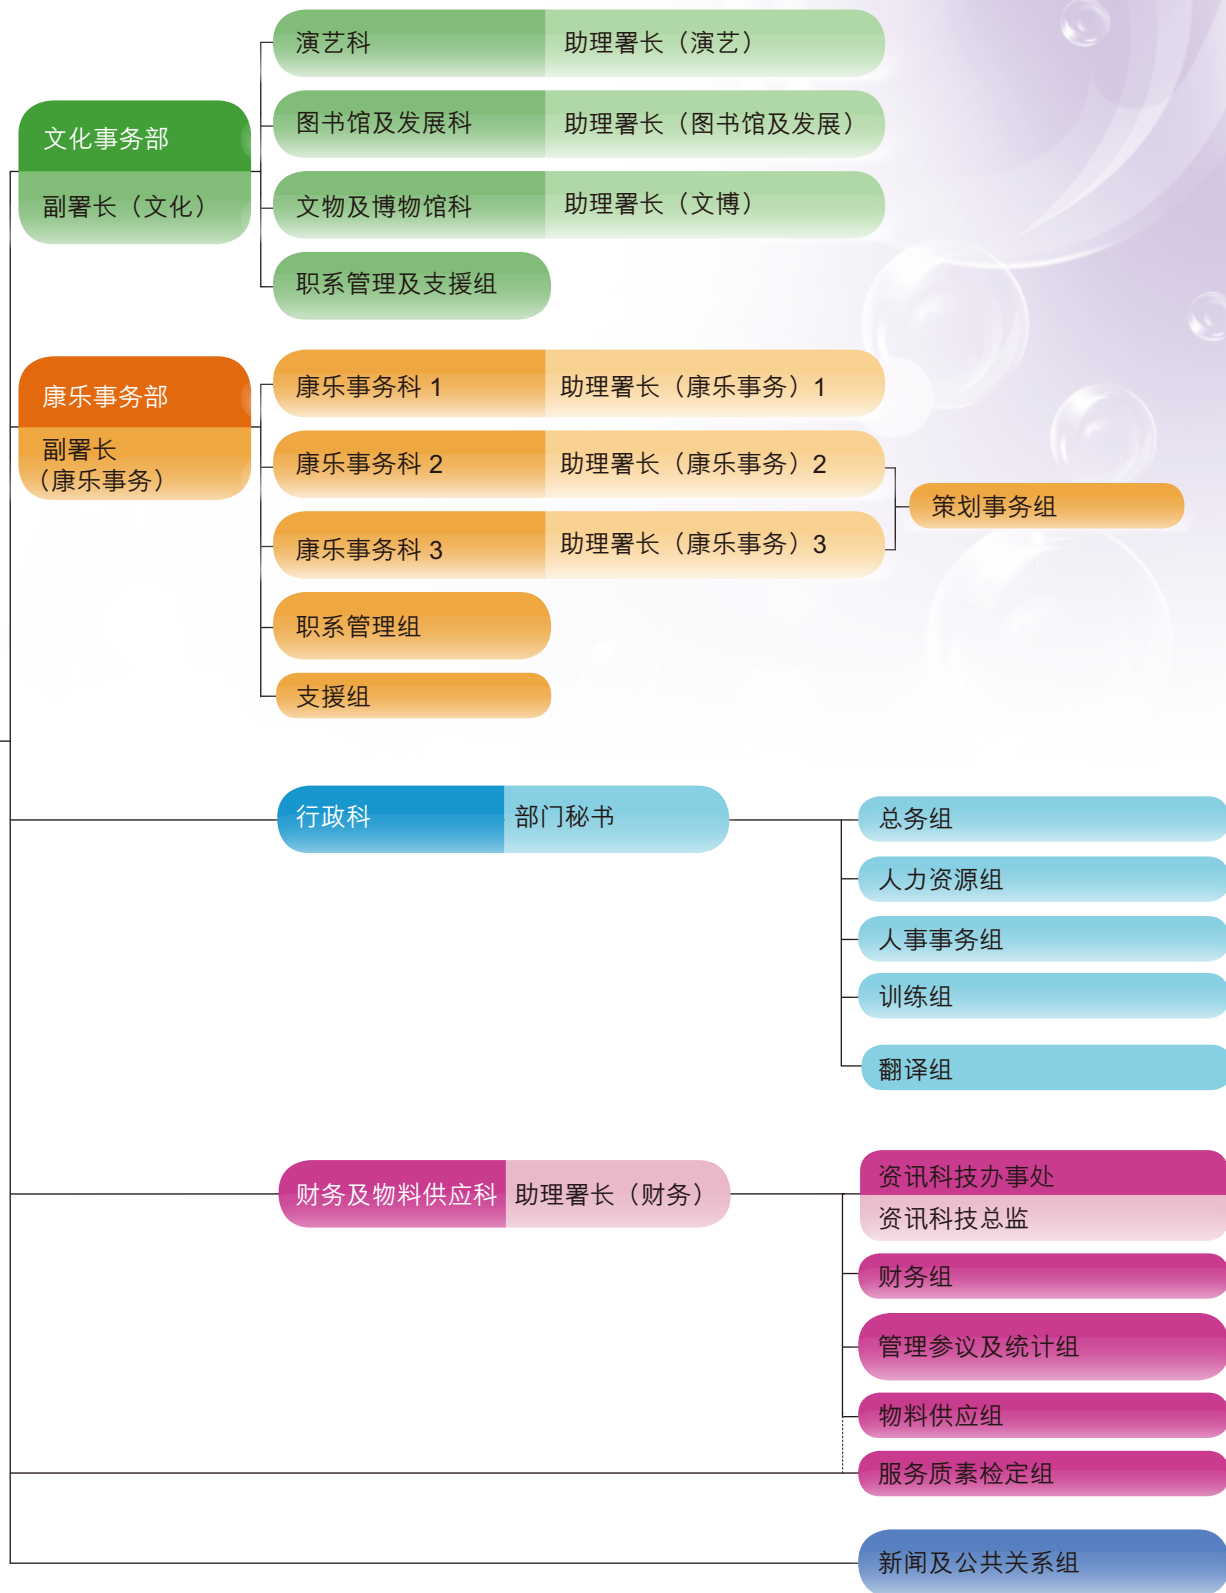 演艺科 助理署长（演艺）
图书馆及发展科 助理署长（图书馆及发展）
文化事务部
副署长（文化）
文物及博物馆科 助理署长（文博）
职系管理及支援组
康乐事务部
副署长
（康乐事务）
康乐事务科 1 助理署长（康乐事务）1
康乐事务科 2 助理署长（康乐事务）2
策划事务组
康乐事务科 3 助理署长（康乐事务）3
职系管理组
支援组
行政科 部门秘书
总务组
人力资源组
人事事务组
训练组
翻译组
财务及物料供应科 助理署长（财务）
资讯科技办事处
资讯科技总监
财务组
管理参议及统计组
物料供应组
服务质素检定组
新闻及公共关系组